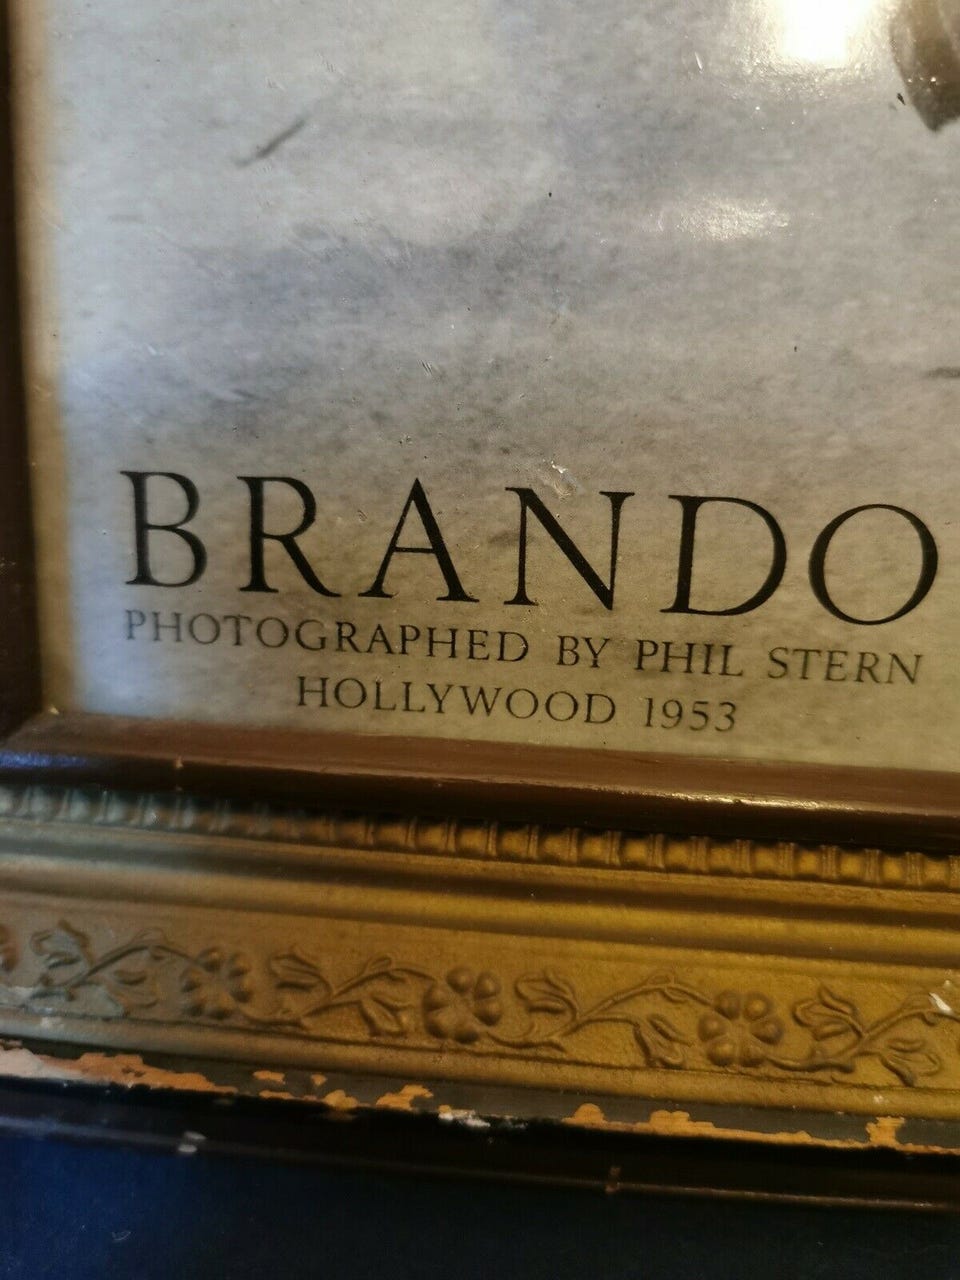 BRANDO
PHOTOGRAPHED BY PHIL STERN
HOLLYWOOD 1953